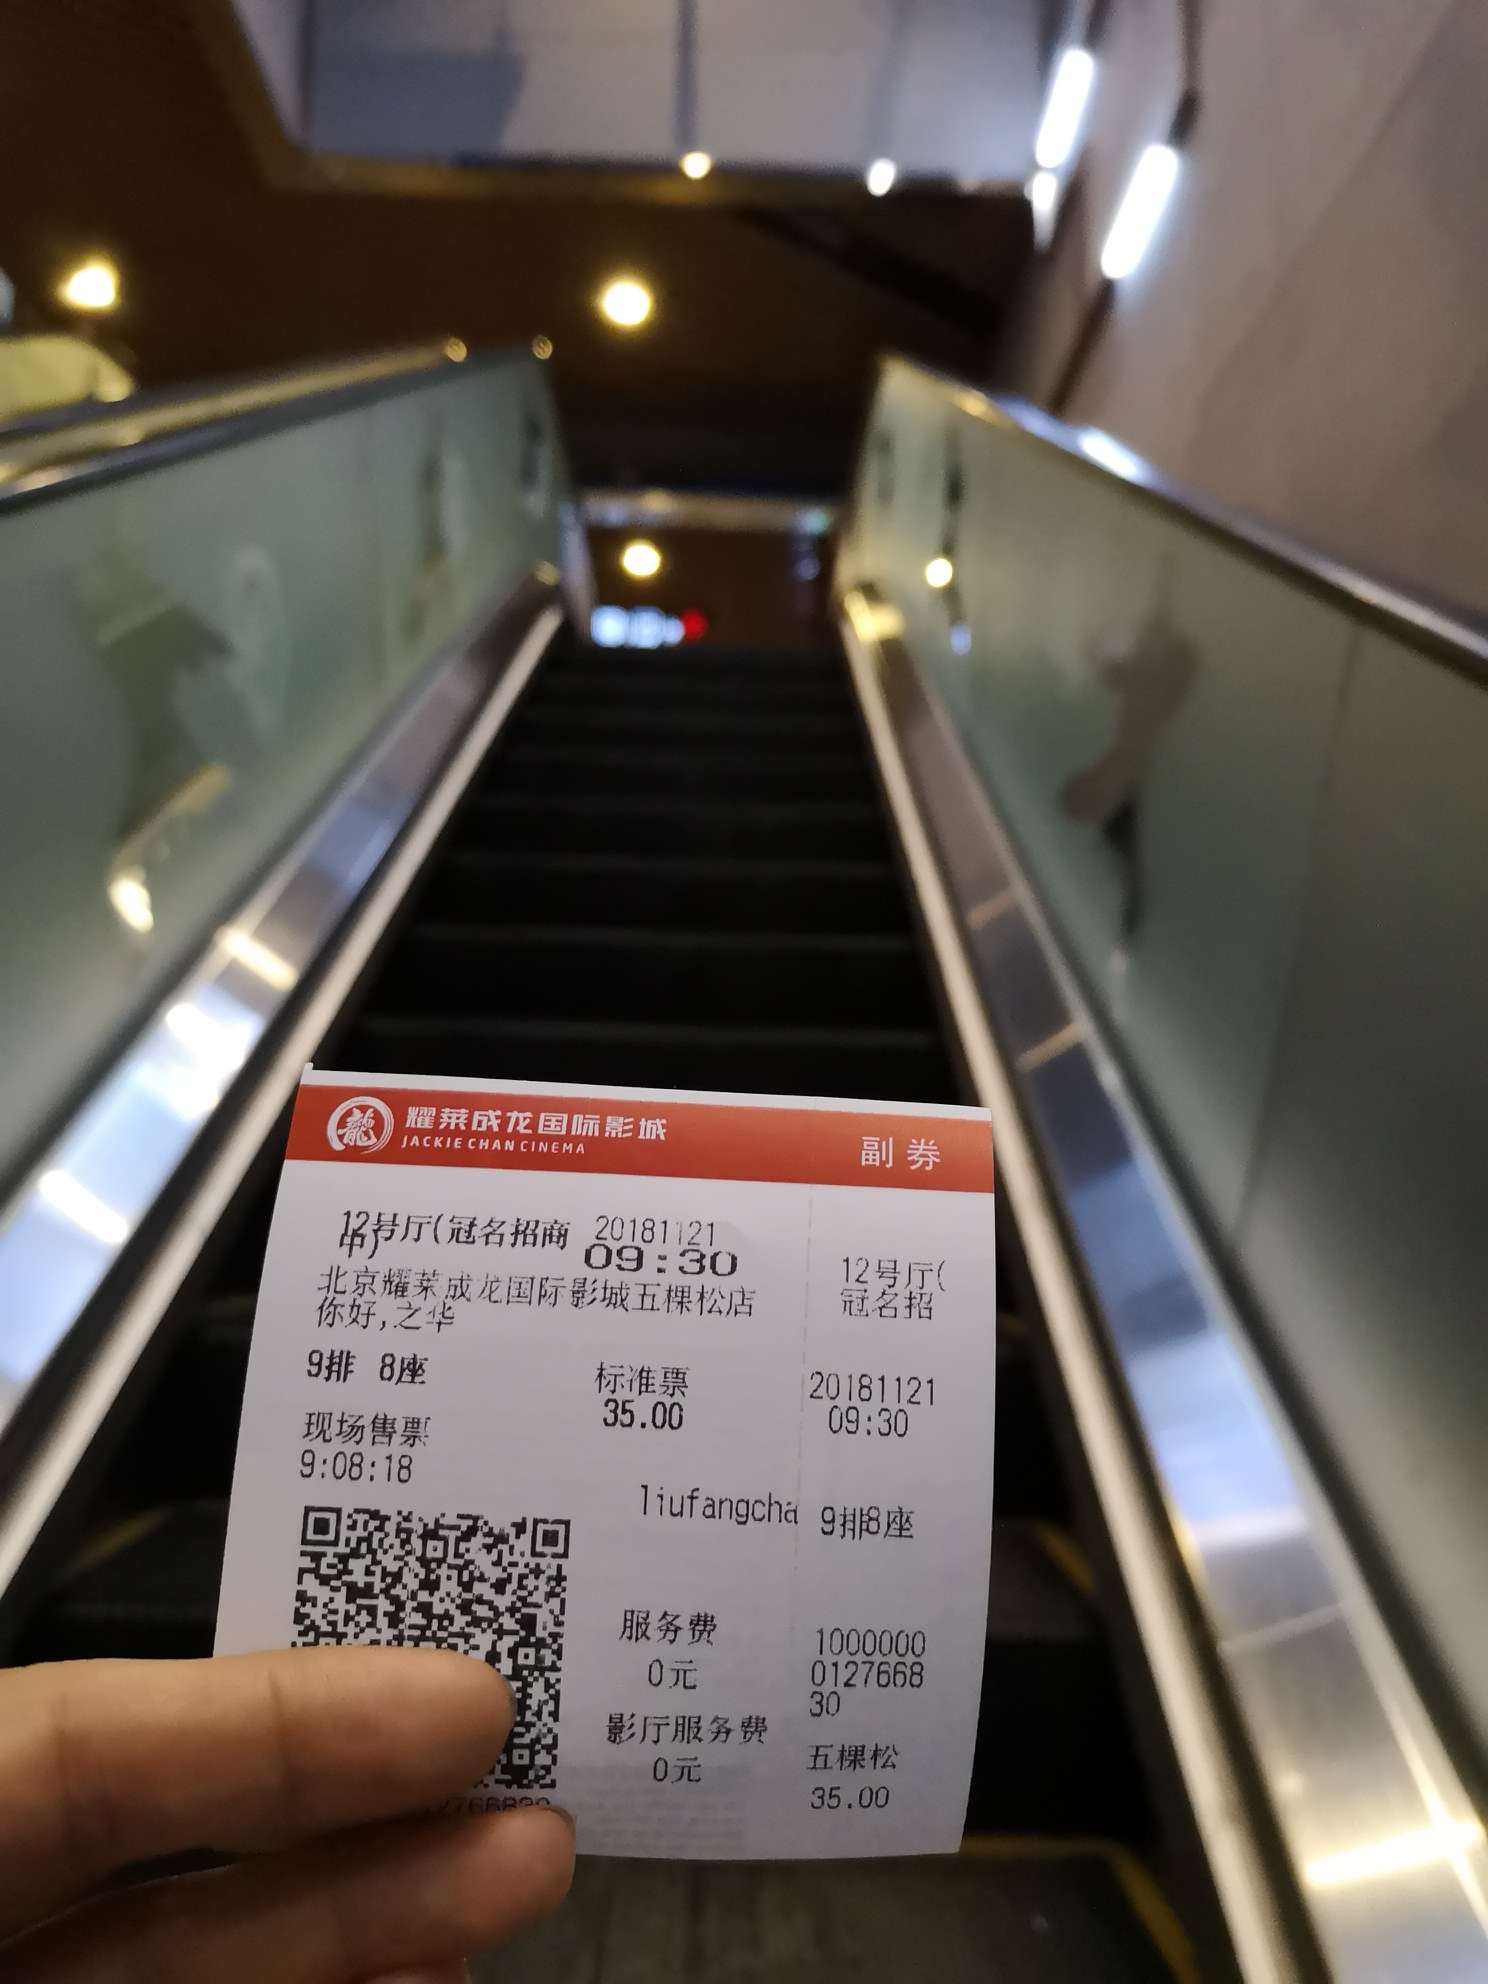 龍
耀莱成龙国际影城
JACKIE CHAN CINEMA
副券
12号厅(冠名招商
中)
20181121
09:30
北京耀莱成龙国际影城五棵松店
你好,之华
9排 8座
标准票
35.00
现场售票
9:08:18
liufangcha
服务费
0元
影厅服务费
0元
12号厅(
冠名招
20181121
09:30
9排8座
1000000
0127668
30
五棵松
35.00